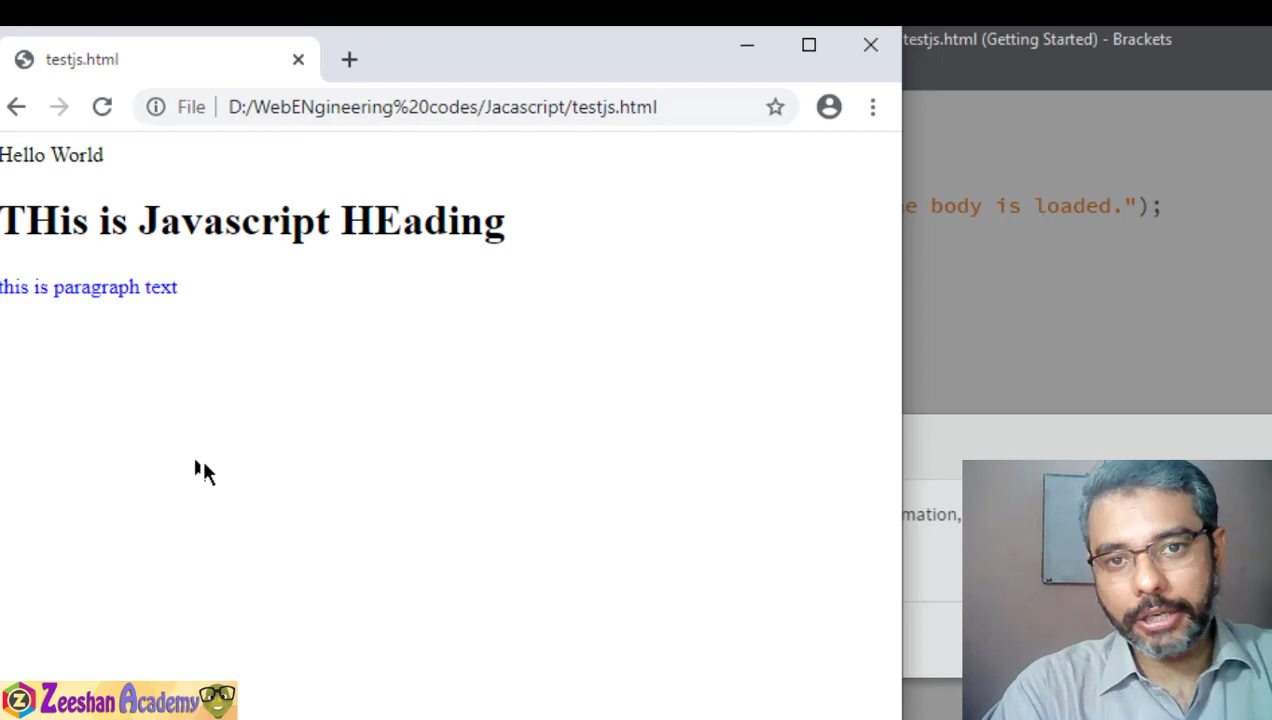 testjs.html
testjs.html (Getting Started) - Brackets
File D:/WebENgineering%20codes/Jacascript/testjs.html
Hello World
e body is loaded.");
THis is Javascript HEading
this is paragraph text
mation,
Zeeshan Academy